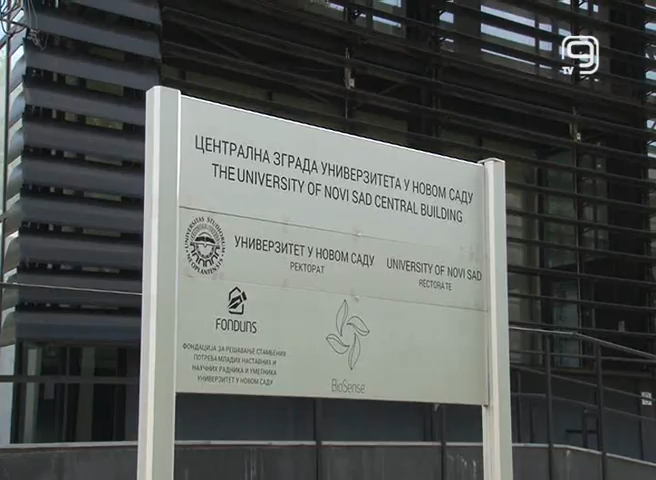 9
TV
ЦЕНТРАЛНА ЗГРАДА УНИВЕРЗИТЕТА У НОВОМ САДУ
THE UNIVERSITY OF NOVI SAD CENTRAL BUILDING
УНИВЕРЗИТЕТ У НОВОМ САДУ
РЕКТОРАТ
UNIVERSITY OF NOVI SAD
RECTORATE
FONDUNS
ФОНДАЦИЈА ЗА РЕШАВАЊЕ СТАМБЕНИХ
ПОТРЕБА МЛАДИХ НАСТАВНИХ И
НАУЧНИХ РАДНИКА И УМЕТНИКА
УНИВЕРЗИТЕТ У НОВОМ САДУ
BioSense